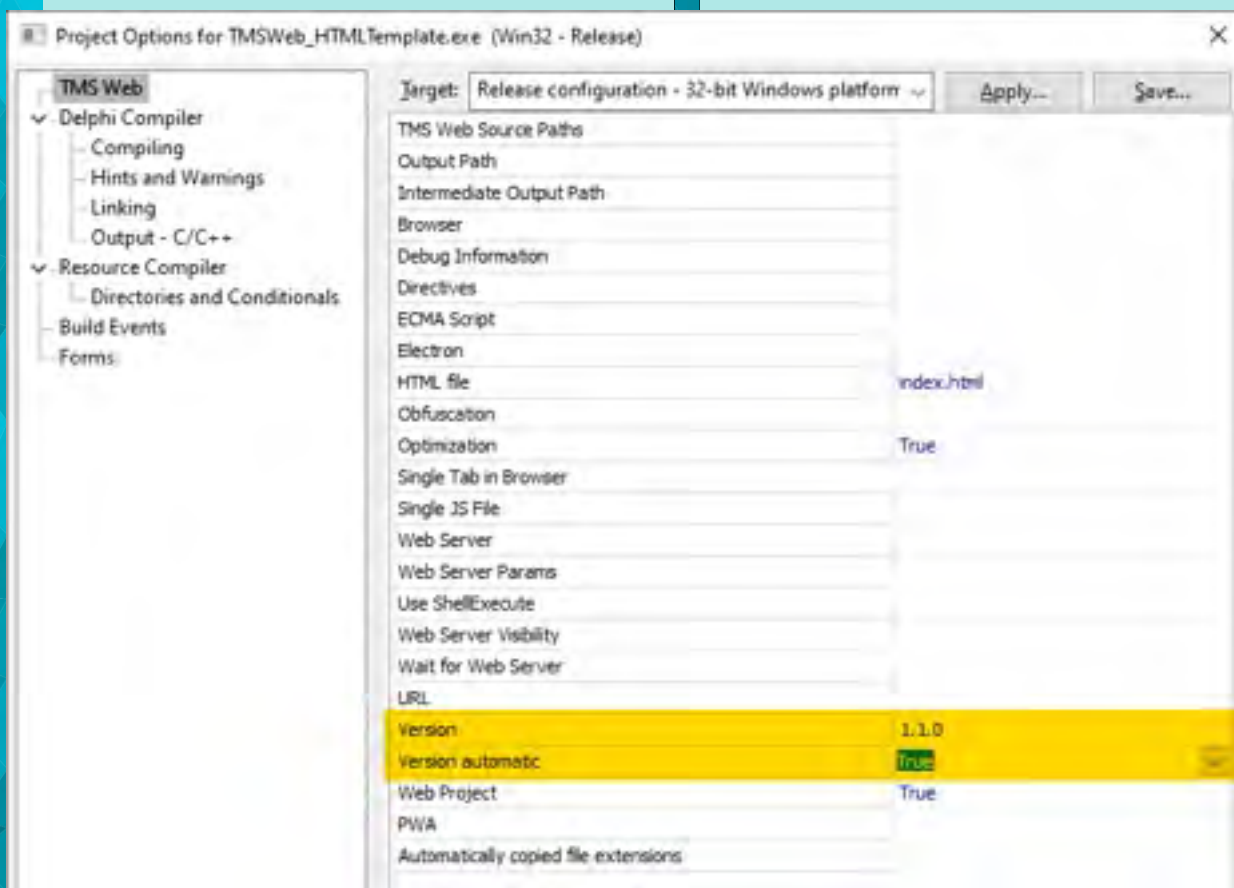 Project Options for TMSWeb_HTMLTemplate.exe (Win32 - Release)
TMS Web
Delphi Compiler
Compiling
Hints and Warnings
Linking
Output - C/C++
Resource Compiler
Directories and Conditionals
Build Events
Forms
Target: Release configuration - 32-bit Windows platform Apply... Save...
TMS Web Source Paths
Output Path
Intermediate Output Path
Browser
Debug Information
Directives
ECMA Script
Electron
HTML file index.html
Obfuscation
Optimization True
Single Tab in Browser
Single JS File
Web Server
Web Server Params
Use ShellExecute
Web Server Visibility
Wait for Web Server
URL
Version 1.1.0
Version automatic True
Web Project True
PWA
Automatically copied file extensions